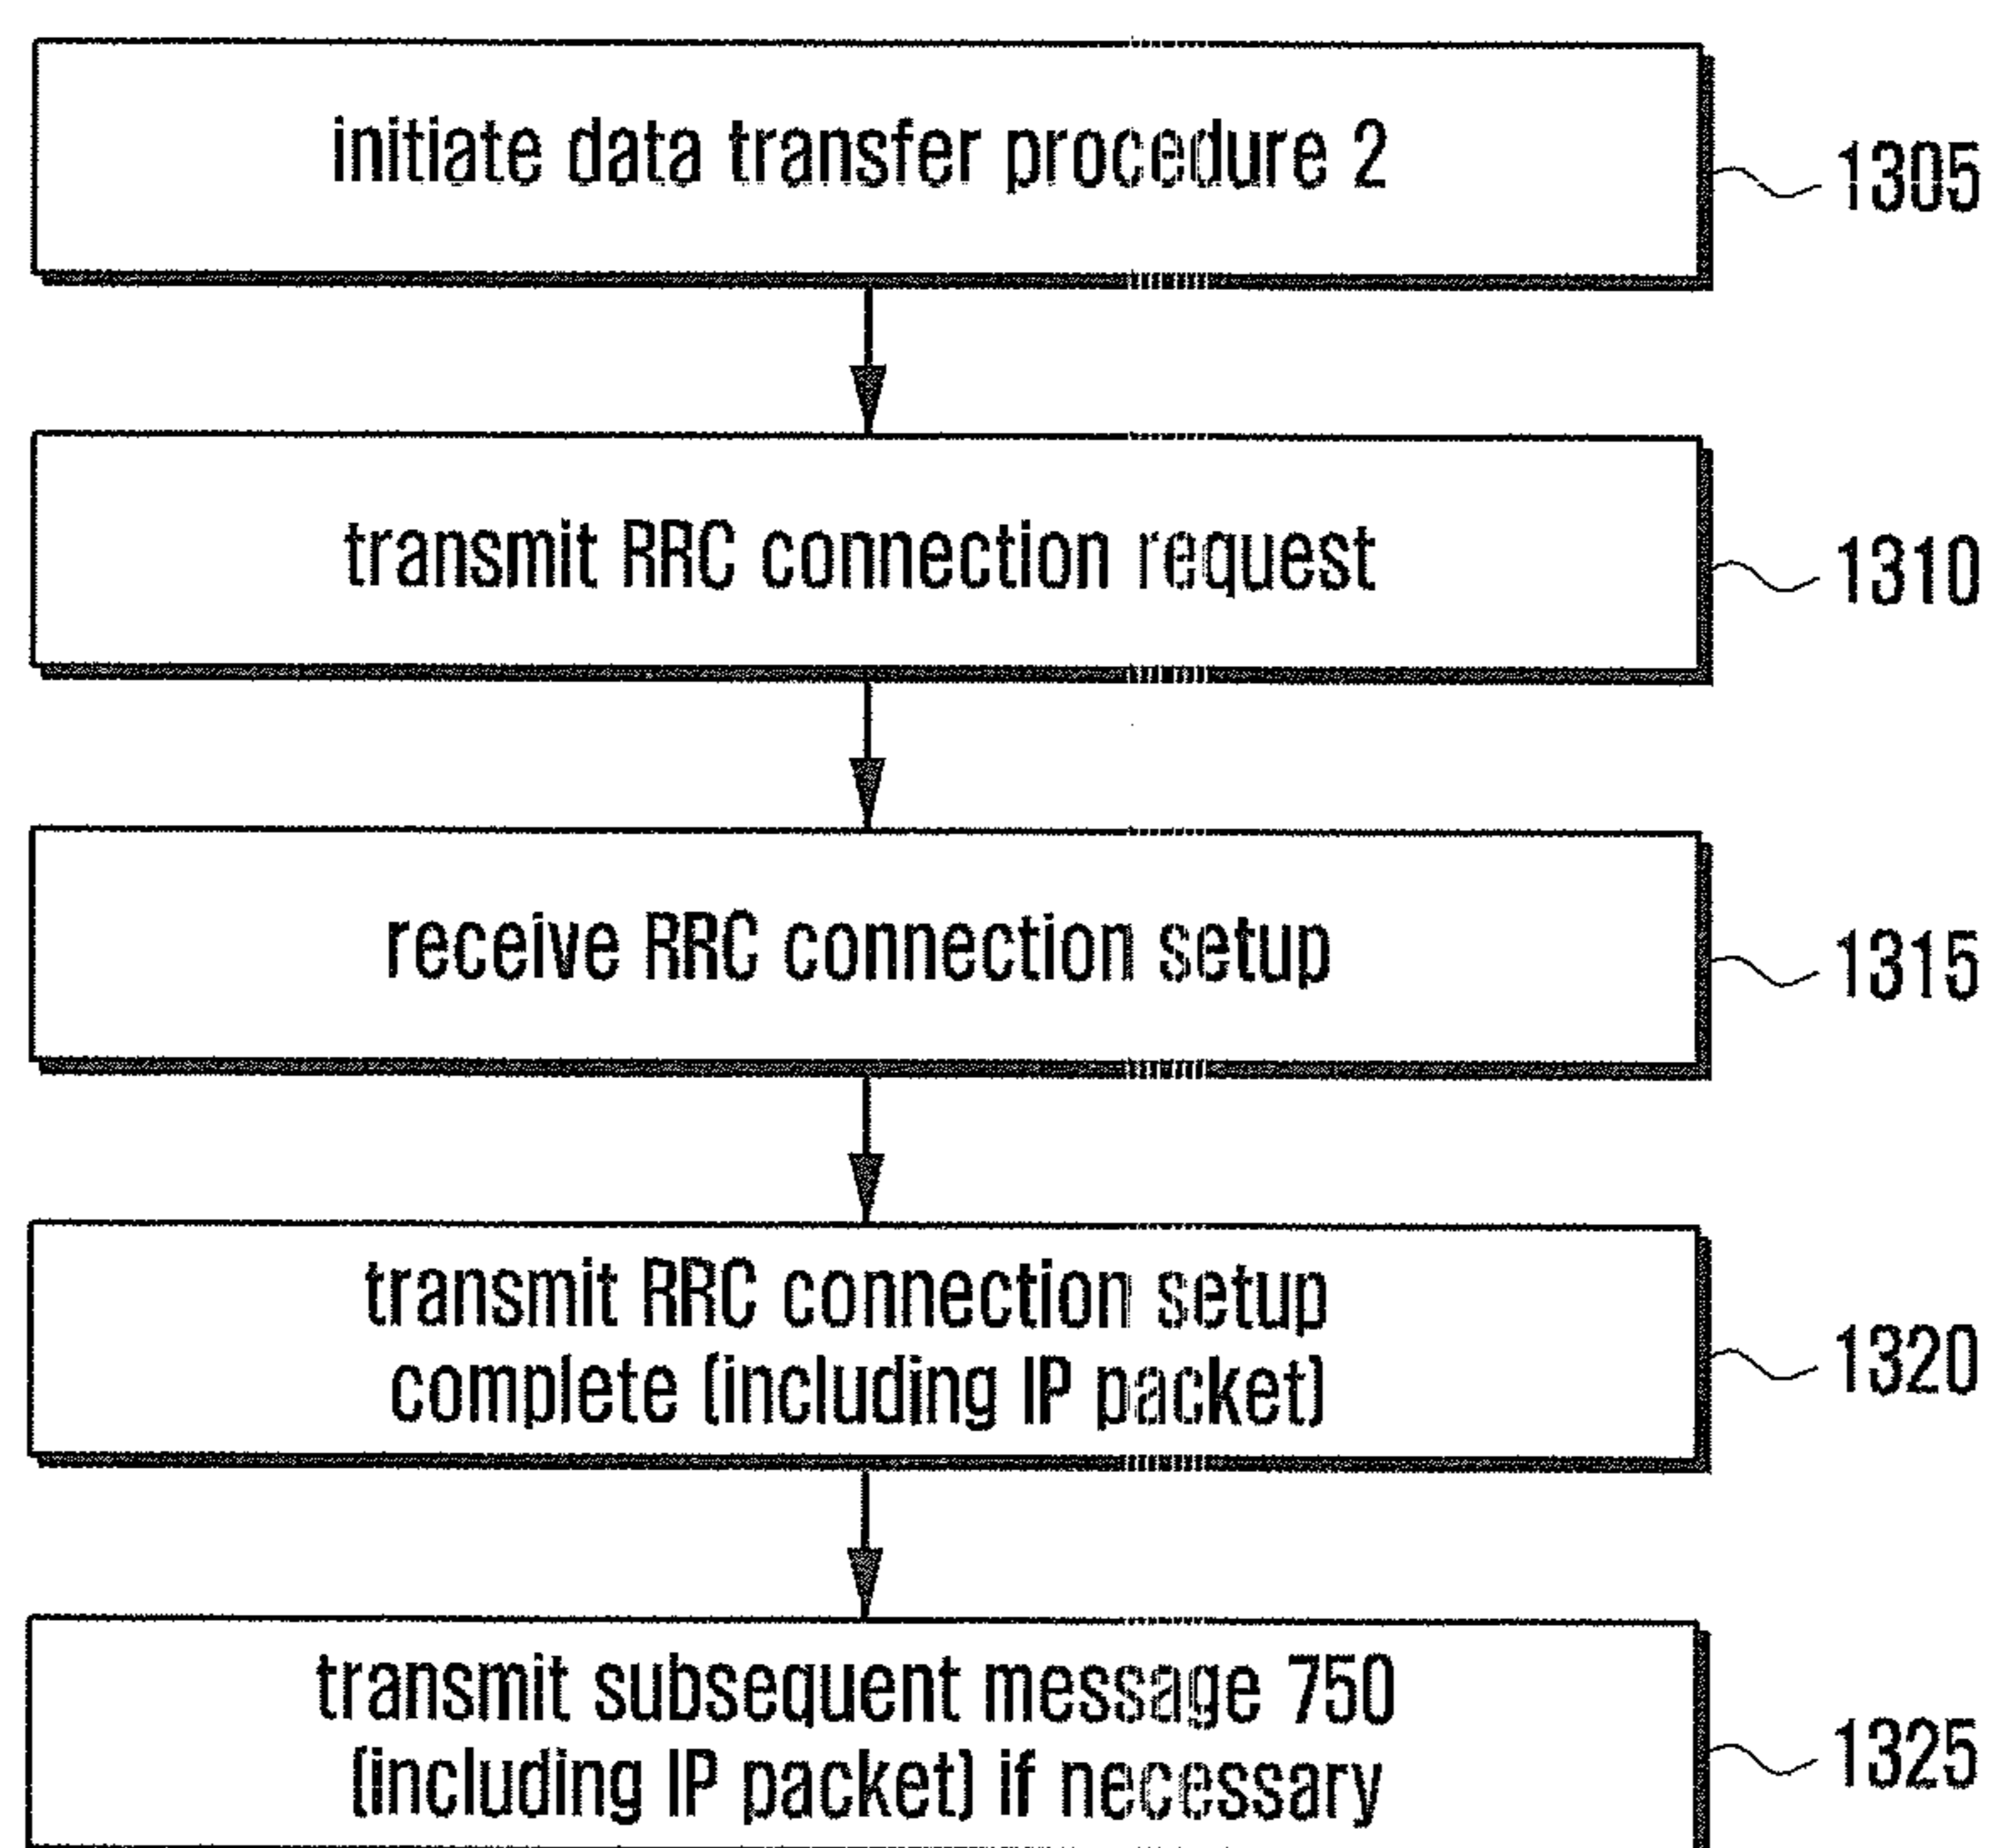 initiate data transfer procedure 2
1305
transmit RRC connection request
1310
receive RRC connection setup
1315
transmit RRC connection setup
complete (including IP packet)
1320
transmit subsequent message 750
(including IP packet) if necessary
1325